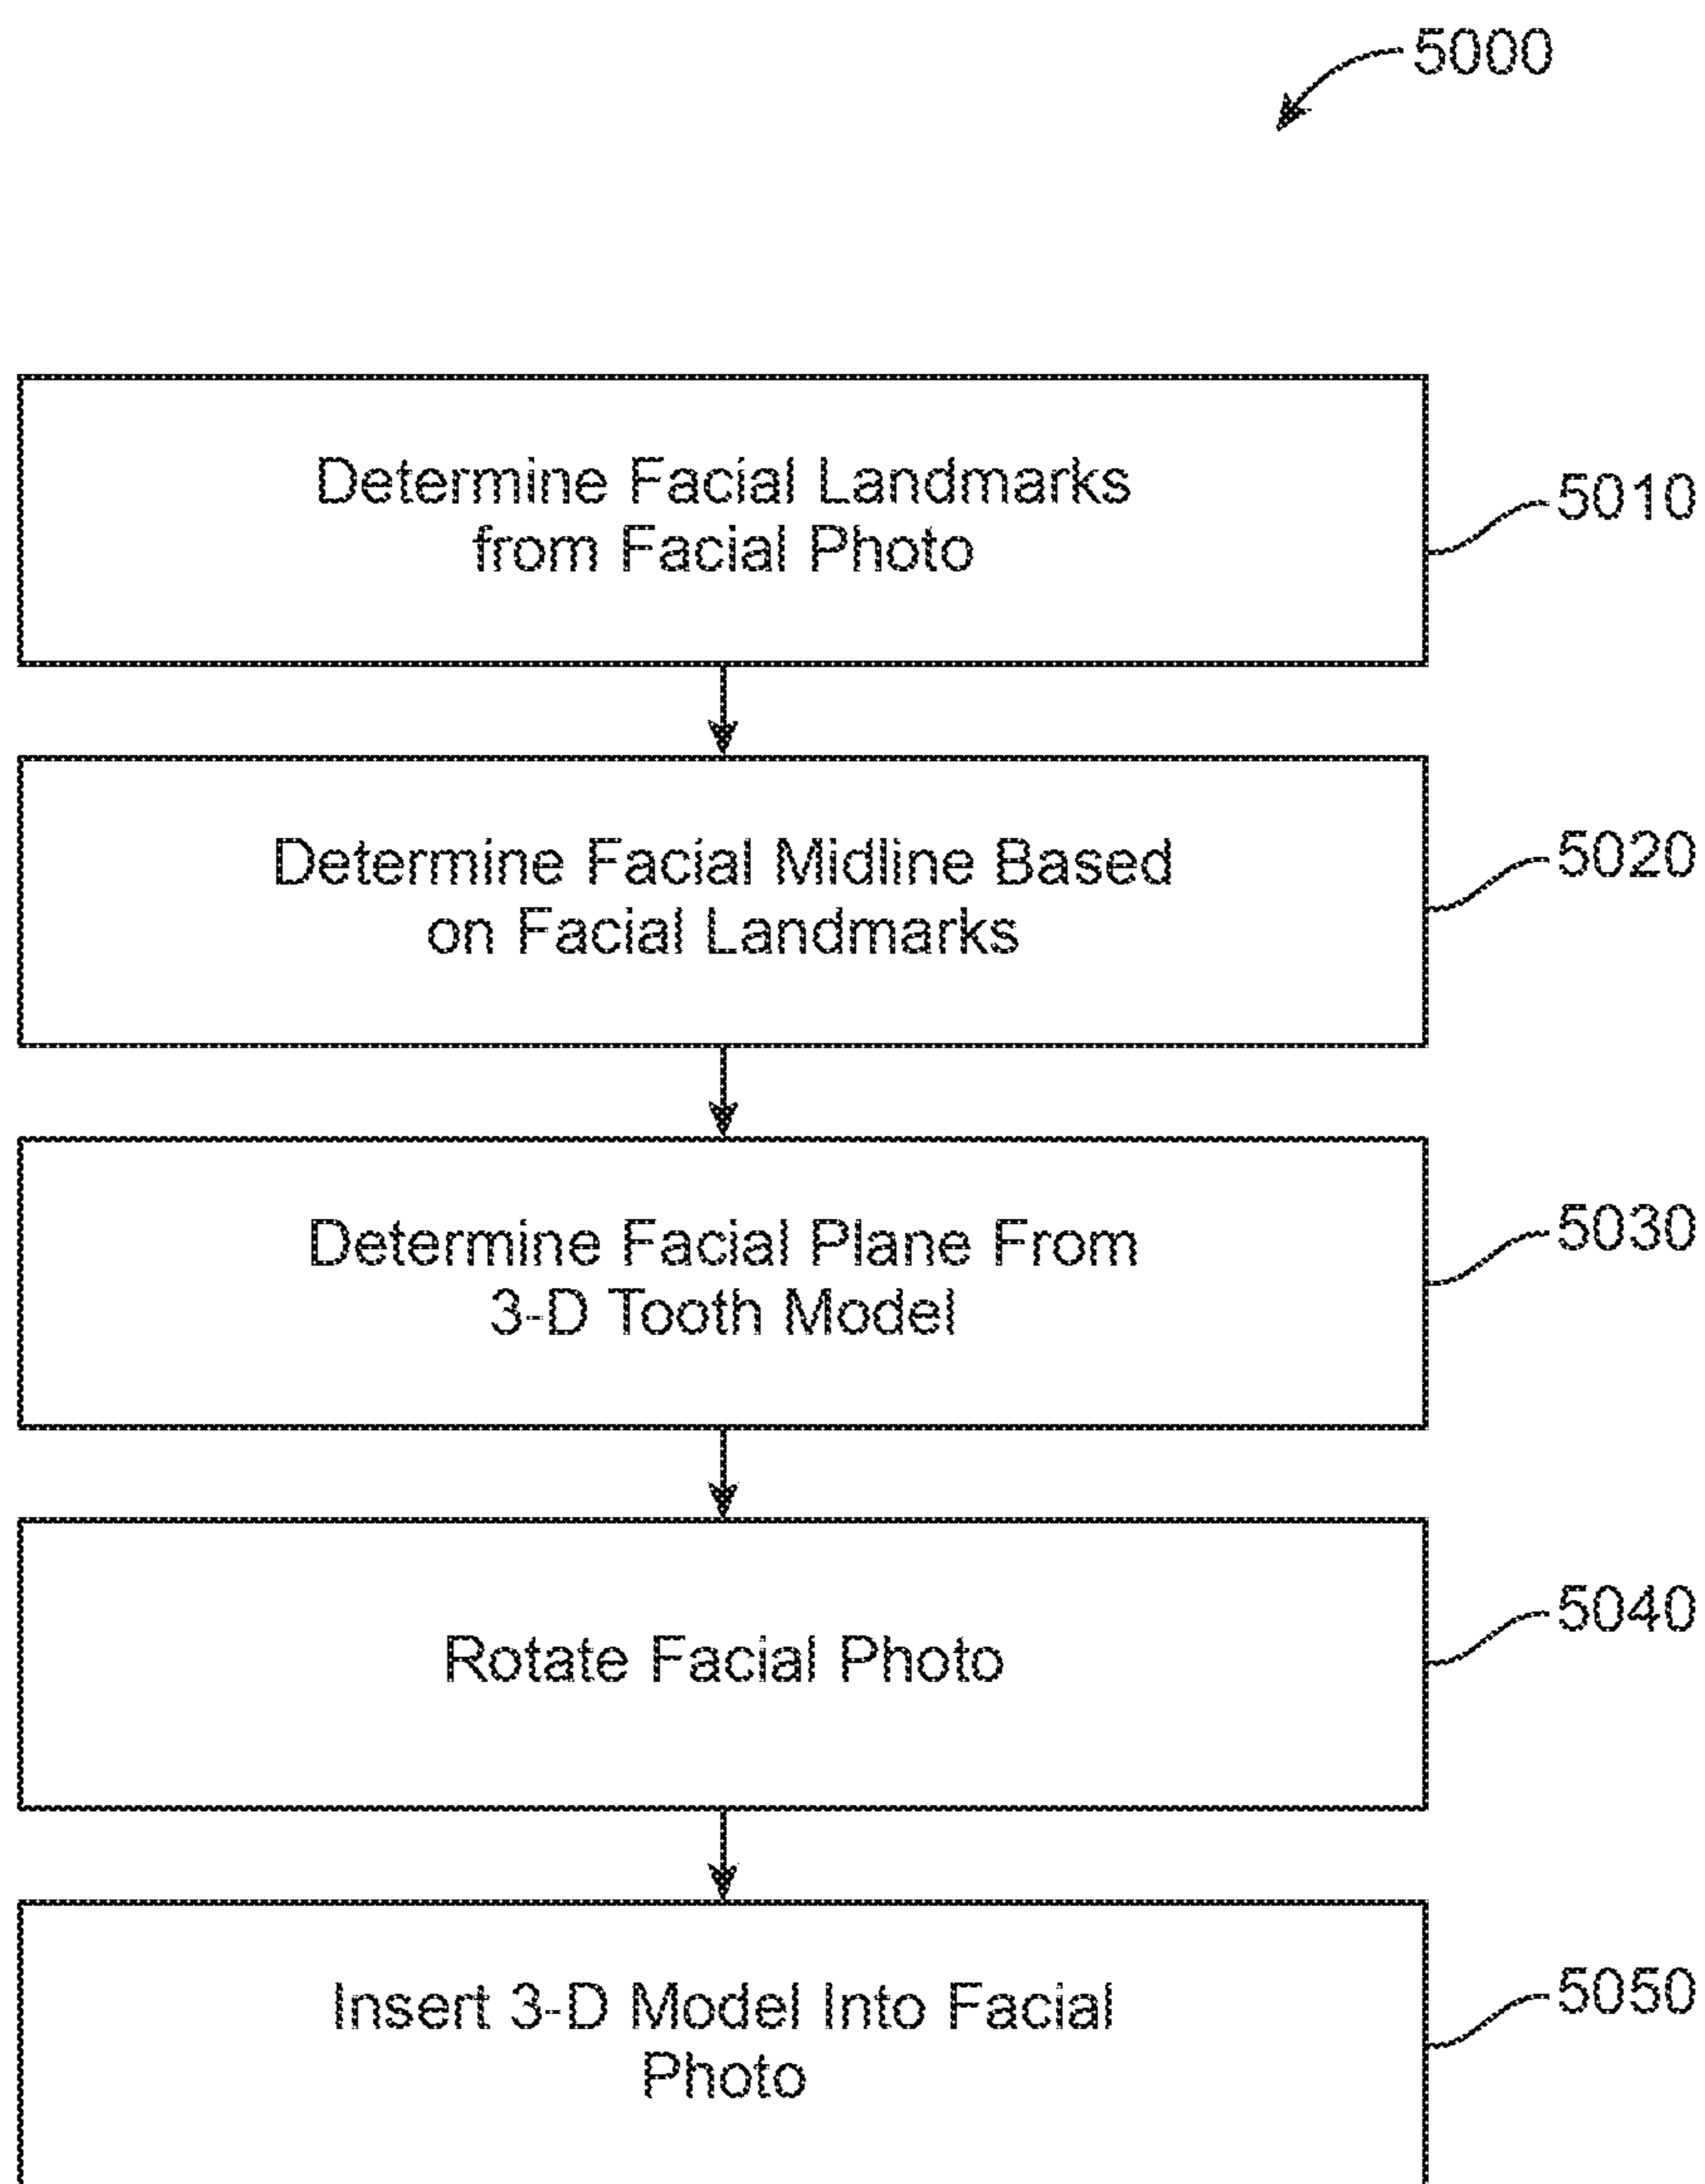 5000
Determine Facial Landmarks
from Facial Photo
5010
Determine Facial Midline Based
on Facial Landmarks
5020
Determine Facial Plane From
3-D Tooth Model
5030
Rotate Facial Photo
5040
Insert 3-D Model Into Facial
Photo
5050